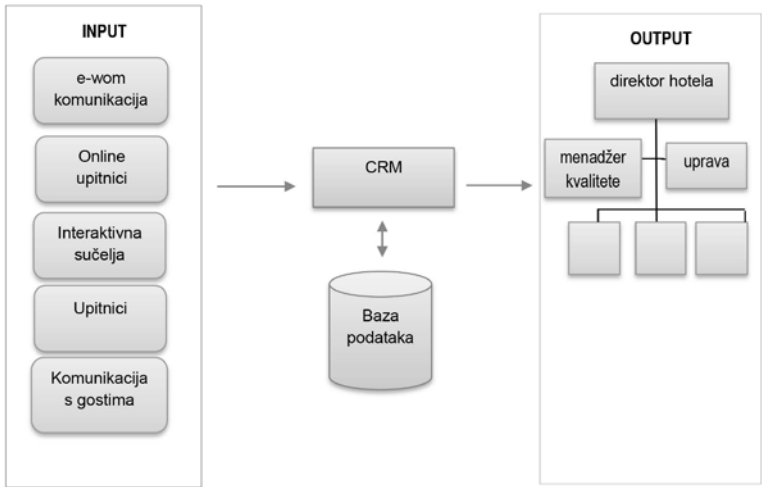 INPUT
e-wom
komunikacija
Online
upitnici
Interaktivna
sučelja
Upitnici
Komunikacija
s gostima
CRM
Baza
podataka
OUTPUT
direktor hotela
menadžer
kvalitete
uprava